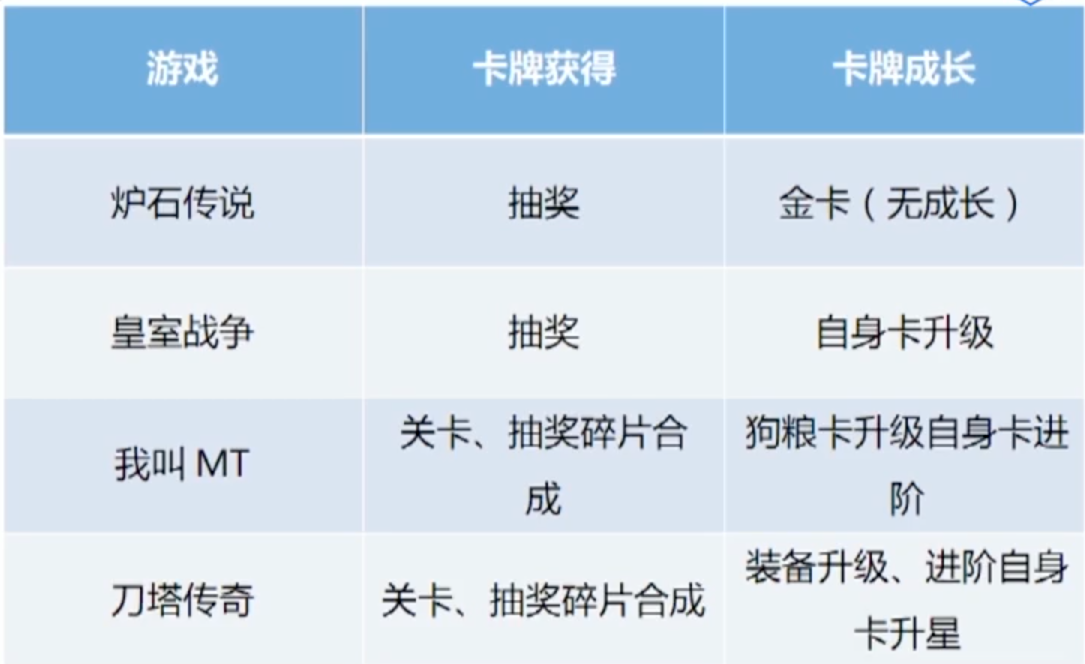 游戏 卡牌获得 卡牌成长
炉石传说 抽奖 金卡（无成长）
皇室战争 抽奖 自身卡升级
我叫 MT 关卡、抽奖碎片合
成 狗粮卡升级自身卡进
阶
刀塔传奇 关卡、抽奖碎片合成 装备升级、进阶自身
卡升星